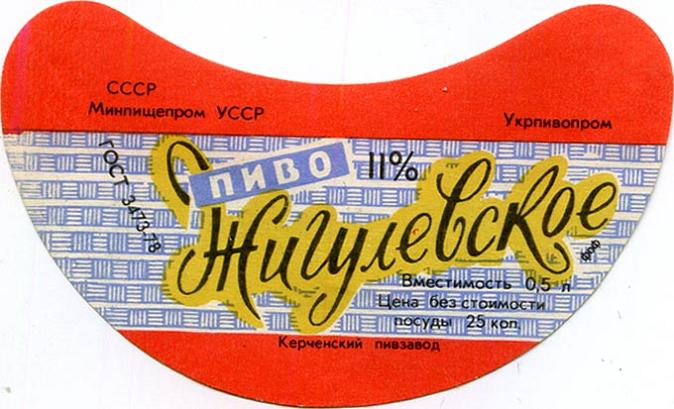 СССР
Минпищепром УССР
Укрпивопром
ГОСТ 3473-78
ПИВО 11%
Жигулевское
Вместимость 0,5 л
Цена без стоимости
посуды 25 коп.
Керченский пивзавод